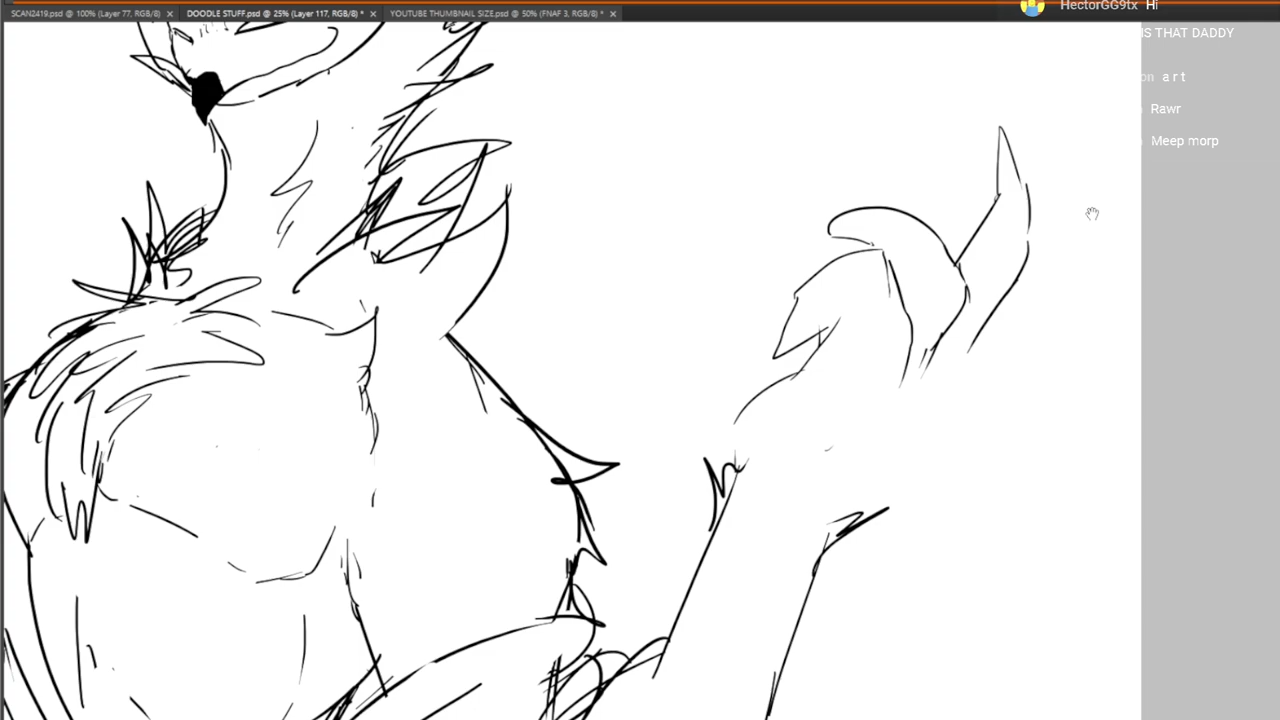 SCAN2419.psd @ 100% (Layer 77, RGB/8) × DOODLE STUFF.psd @ 25% (Layer 117, RGB/8) * × YOUTUBE THUMBNAIL SIZE.psd @ 50% (FNAF 3, RGB/8) * ×
HectorGG9tx Hi
IS THAT DADDY
on a r t
Rawr
Meep morp